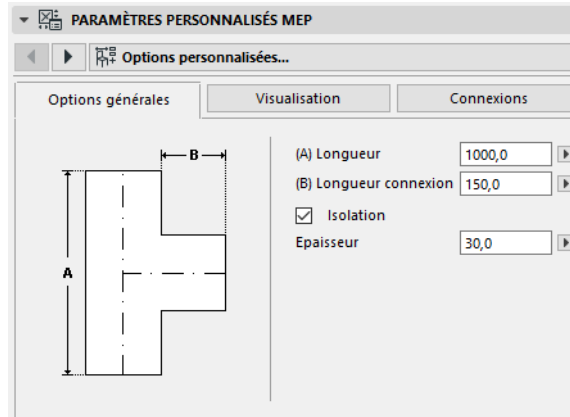 PARAMÈTRES PERSONNALISÉS MEP
Options personnalisées...
Options générales Visualisation Connexions
B
(A) Longueur 1000,0
(B) Longueur connexion 150,0
Isolation
Epaisseur 30,0
A